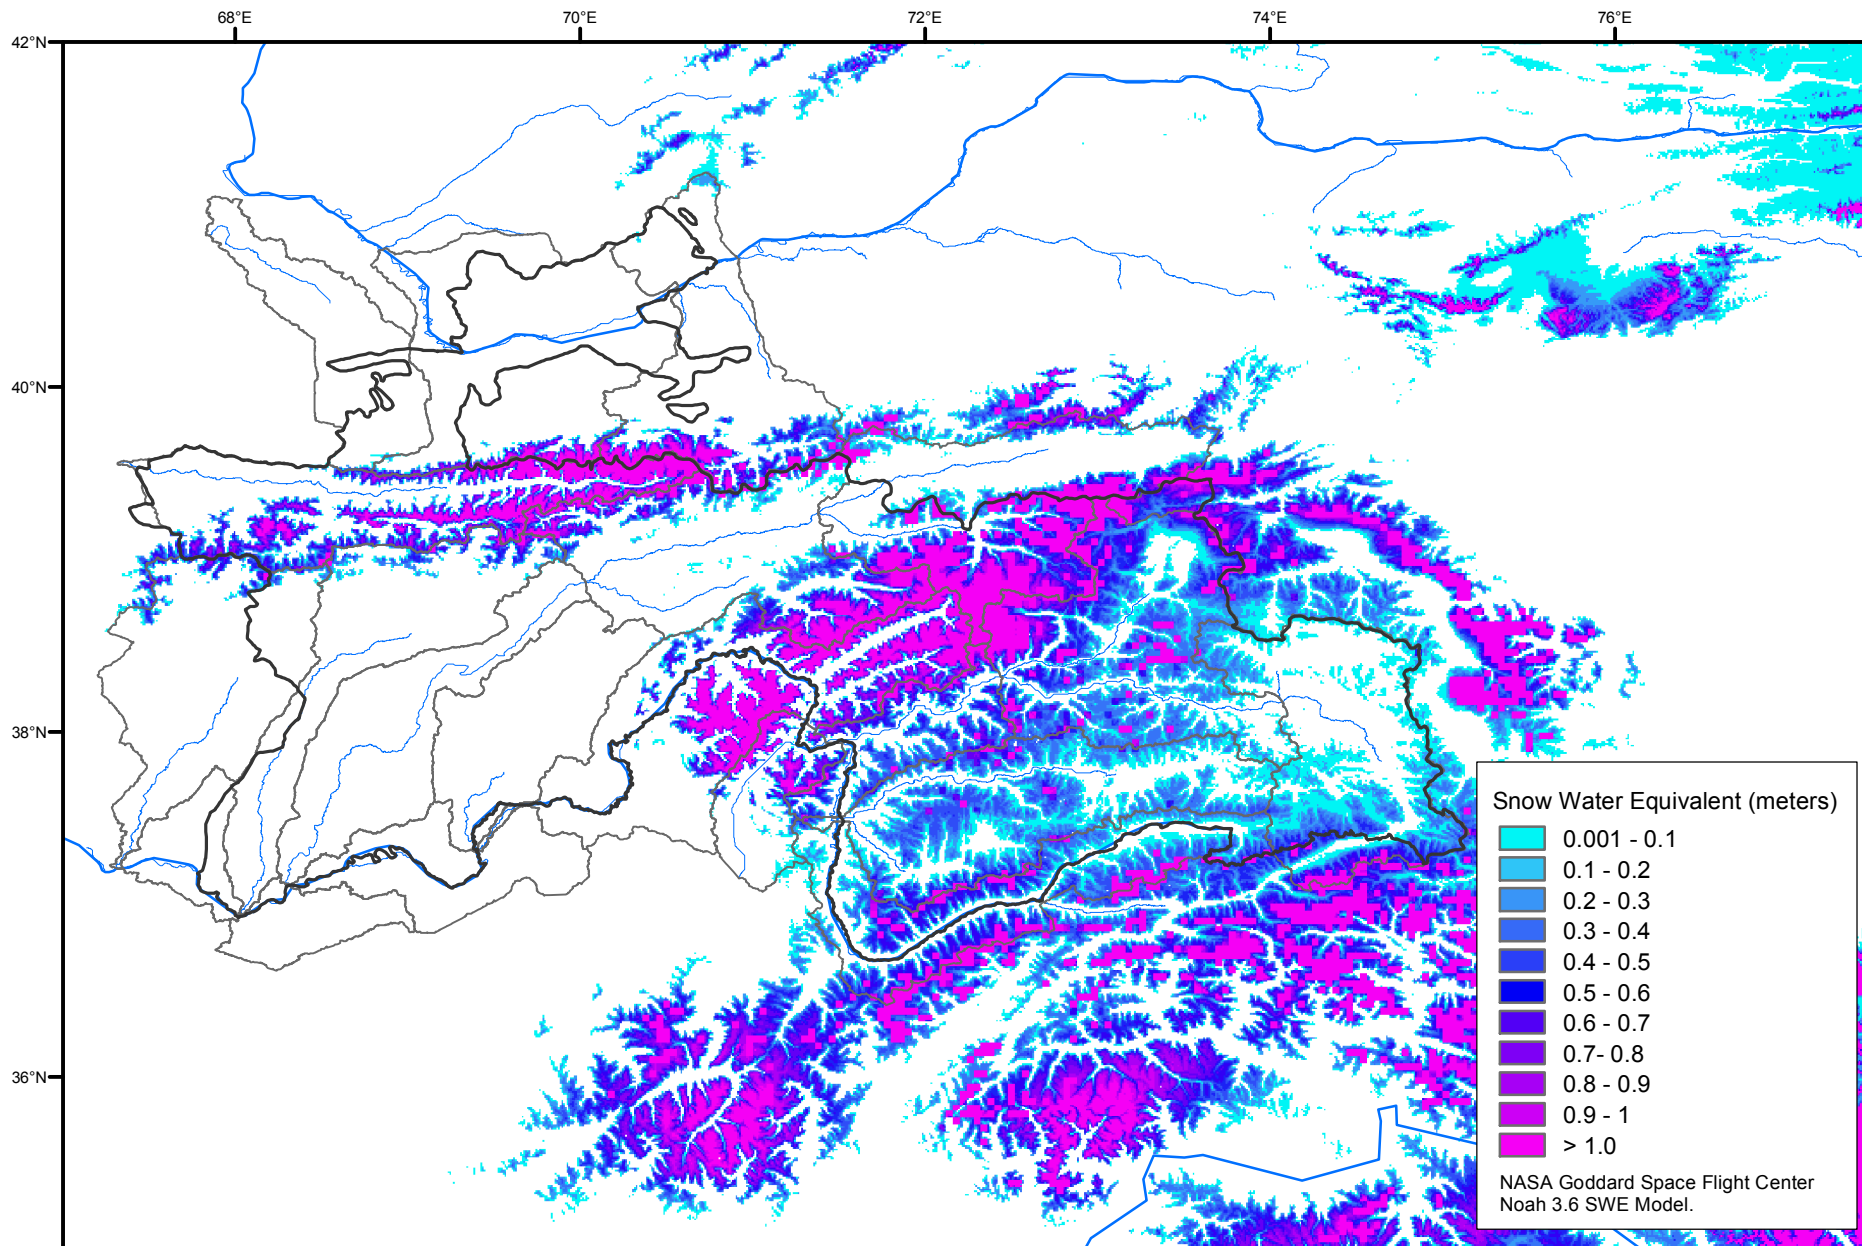 68°E 70°E 72°E 74°E 76°E
42°N
40°N
38°N
36°N
Snow Water Equivalent (meters)
0.001 - 0.1
0.1 - 0.2
0.2 - 0.3
0.3 - 0.4
0.4 - 0.5
0.5 - 0.6
0.6 - 0.7
0.7- 0.8
0.8 - 0.9
0.9 - 1
> 1.0
NASA Goddard Space Flight Center
Noah 3.6 SWE Model.